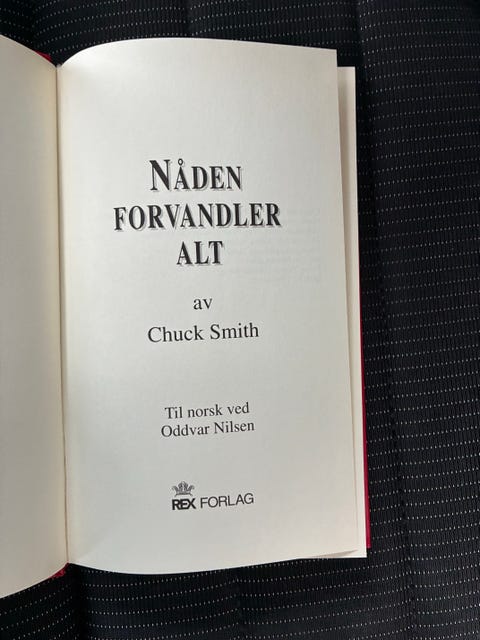 NÅDEN
FORVANDLER
ALT
av
Chuck Smith
Til norsk ved
Oddvar Nilsen
REX FORLAG